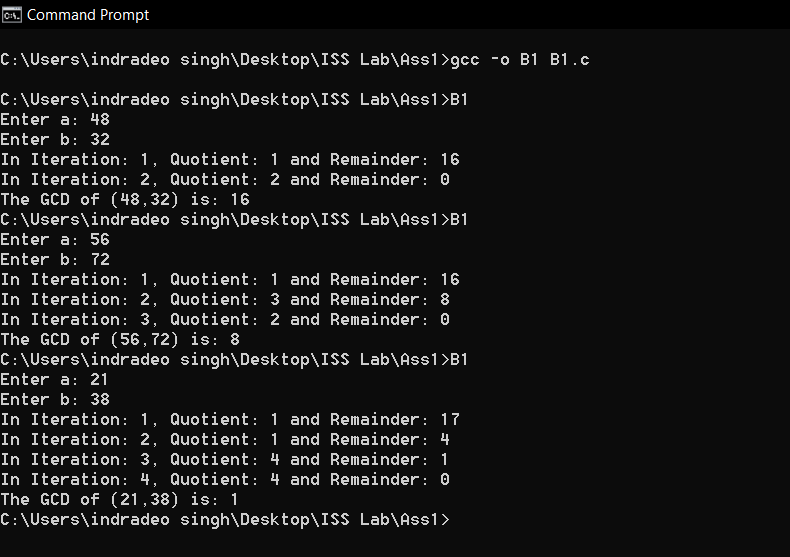 Command Prompt
C:\Users\indradeo singh\Desktop\ISS Lab\Ass1>gcc -o B1 B1.c
C:\Users\indradeo singh\Desktop\ISS Lab\Ass1>B1
Enter a: 48
Enter b: 32
In Iteration: 1, Quotient: 1 and Remainder: 16
In Iteration: 2, Quotient: 2 and Remainder: 0
The GCD of (48,32) is: 16
C:\Users\indradeo singh\Desktop\ISS Lab\Ass1>B1
Enter a: 56
Enter b: 72
In Iteration: 1, Quotient: 1 and Remainder: 16
In Iteration: 2, Quotient: 3 and Remainder: 8
In Iteration: 3, Quotient: 2 and Remainder: 0
The GCD of (56,72) is: 8
C:\Users\indradeo singh\Desktop\ISS Lab\Ass1>B1
Enter a: 21
Enter b: 38
In Iteration: 1, Quotient: 1 and Remainder: 17
In Iteration: 2, Quotient: 1 and Remainder: 4
In Iteration: 3, Quotient: 4 and Remainder: 1
In Iteration: 4, Quotient: 4 and Remainder: 0
The GCD of (21,38) is: 1
C:\Users\indradeo singh\Desktop\ISS Lab\Ass1>